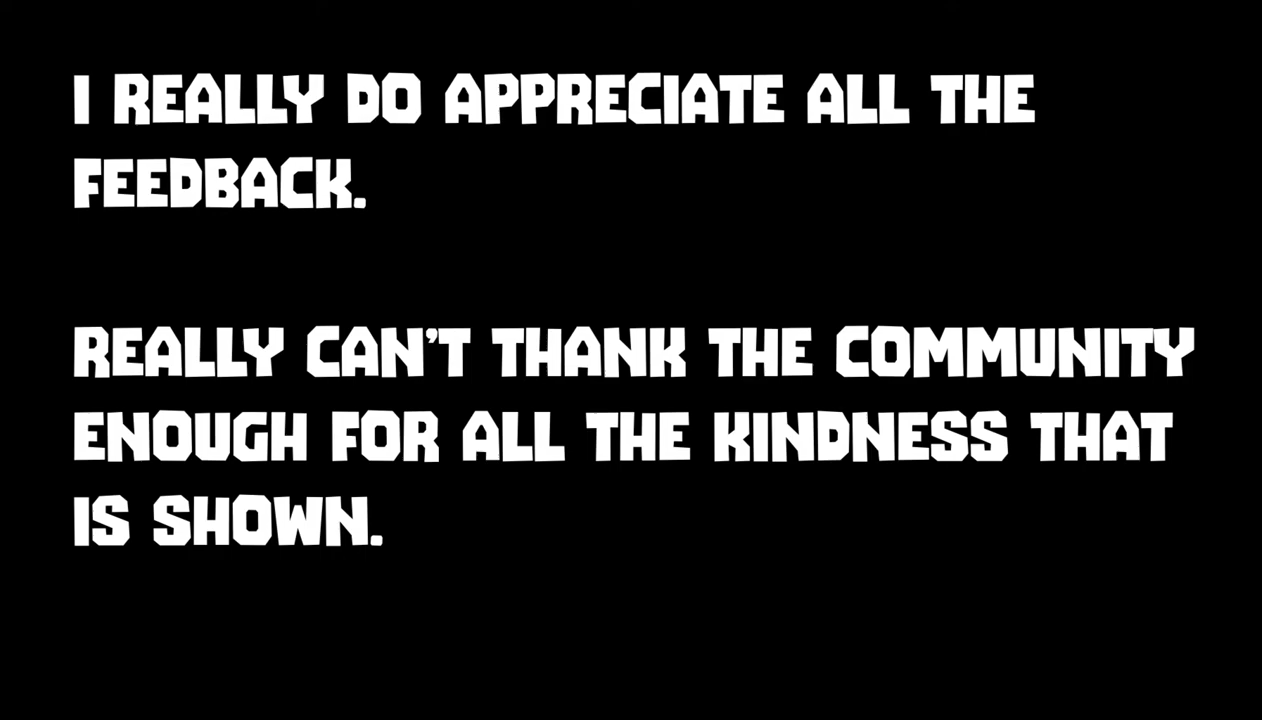 I REALLY DO APPRECIATE ALL THE
FEEDBACK.
REALLY CAN'T THANK THE COMMUNITY
ENOUGH FOR ALL THE KINDNESS THAT
IS SHOWN.